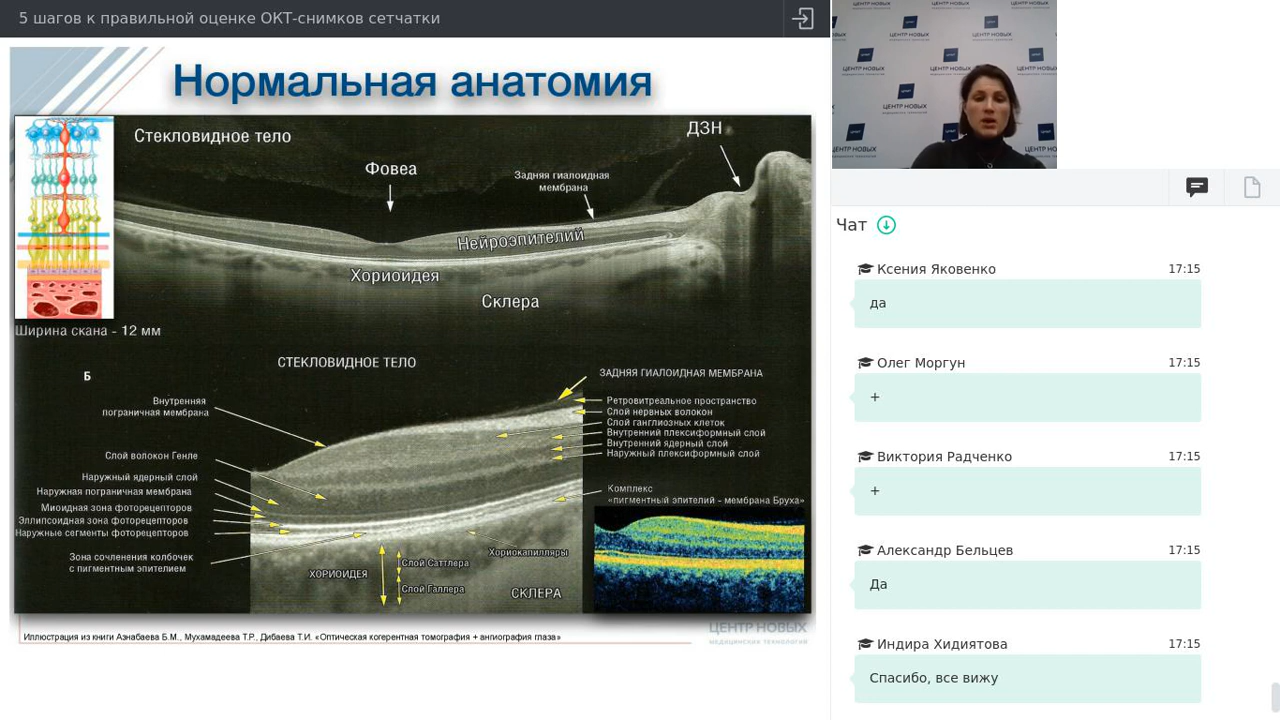 5 шагов к правильной оценке ОКТ-снимков сетчатки
Нормальная анатомия
Стекловидное тело
ДЗН
Фовеа
Задняя гиалоидная
мембрана
Нейроэпителий
Хориоидея
Склера
Ширина скана - 12 мм
Б
СТЕКЛОВИДНОЕ ТЕЛО
ЗАДНЯЯ ГИАЛОИДНАЯ МЕМБРАНА
Внутренняя
пограничная мембрана
Ретровитреальное пространство
Слой нервных волокон
Слой ганглиозных клеток
Внутренний плексиформный слой
Внутренний ядерный слой
Наружный плексиформный слой
Слой волокон Генле
Наружный ядерный слой
Наружная пограничная мембрана
Миоидная зона фоторецепторов
Эллипсоидная зона фоторецепторов
Наружные сегменты фоторецепторов
Зона сочленения колбочек
с пигментным эпителием
Комплекс
«пигментный эпителий - мембрана Бруха»
Хориокапилляры
ХОРИОИДЕЯ
Слой Саттлера
Слой Галлера
СКЛЕРА
Иллюстрация из книги Азнабаева Б.М., Мухамадеева Т.Р., Дибаева Т.И. «Оптическая когерентная томография + ангиография глаза»
ЦЕНТР НОВЫХ
МЕДИЦИНСКИХ ТЕХНОЛОГИЙ
ЦЕНТР НОВЫХ
Чат
Ксения Яковенко 17:15
да
Олег Моргун 17:15
+
Виктория Радченко 17:15
+
Александр Бельцев 17:15
Да
Индира Хидиятова 17:15
Спасибо, все вижу